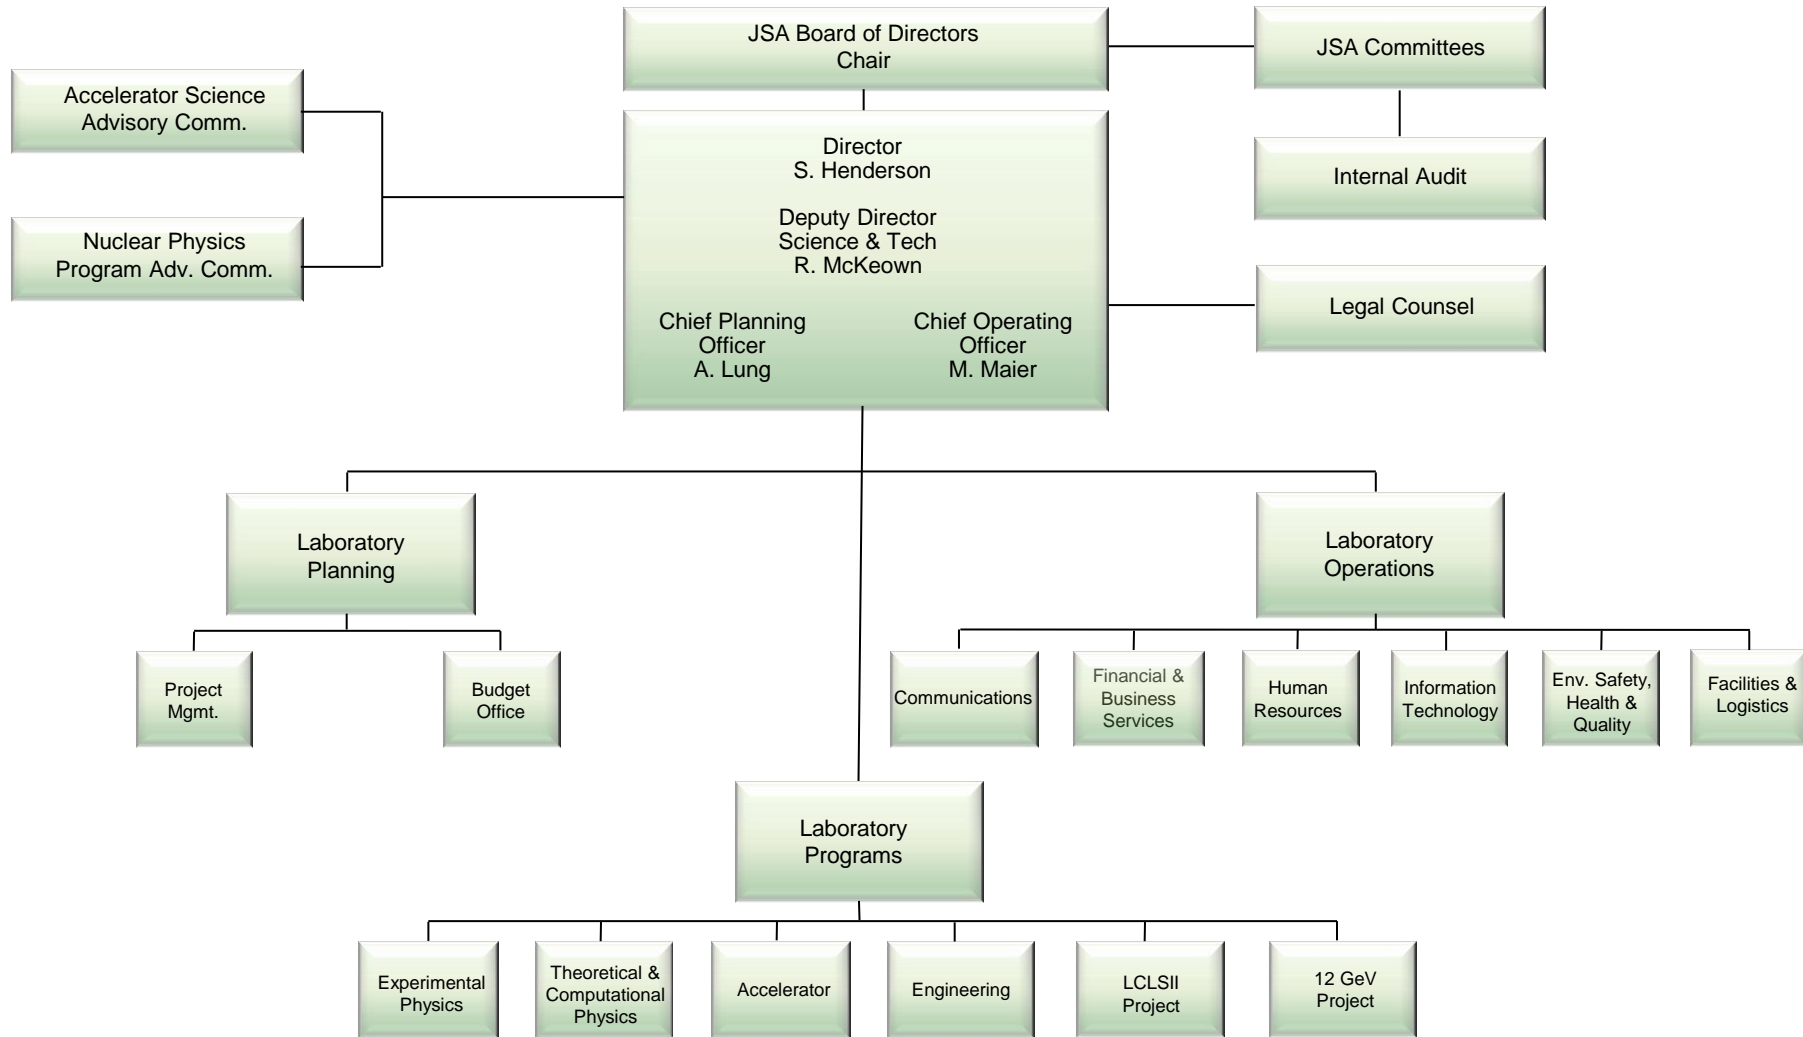 JSA Board of Directors
Chair
JSA Committees
Accelerator Science
Advisory Comm.
Director
S. Henderson
Internal Audit
Deputy Director
Science & Tech
R. McKeown
Nuclear Physics
Program Adv. Comm.
Legal Counsel
Chief Planning
Officer
A. Lung
Chief Operating
Officer
M. Maier
Laboratory
Planning
Laboratory
Operations
Project
Mgmt.
Budget
Office
Communications
Financial &
Business
Services
Human
Resources
Information
Technology
Env. Safety,
Health &
Quality
Facilities &
Logistics
Laboratory
Programs
Experimental
Physics
Theoretical &
Computational
Physics
Accelerator
Engineering
LCLSII
Project
12 GeV
Project